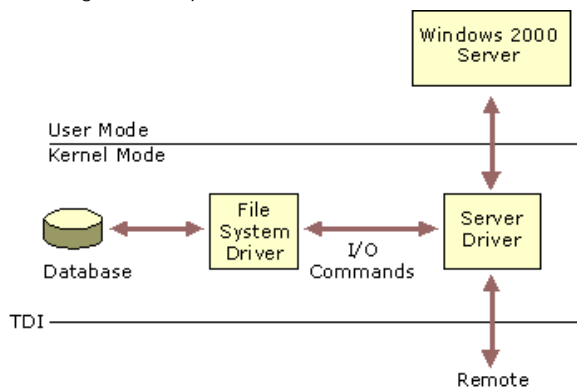 Windows 2000
Server
User Mode
Kernel Mode
File
System
Driver
Server
Driver
I/O
Commands
Database
TDI
Remote